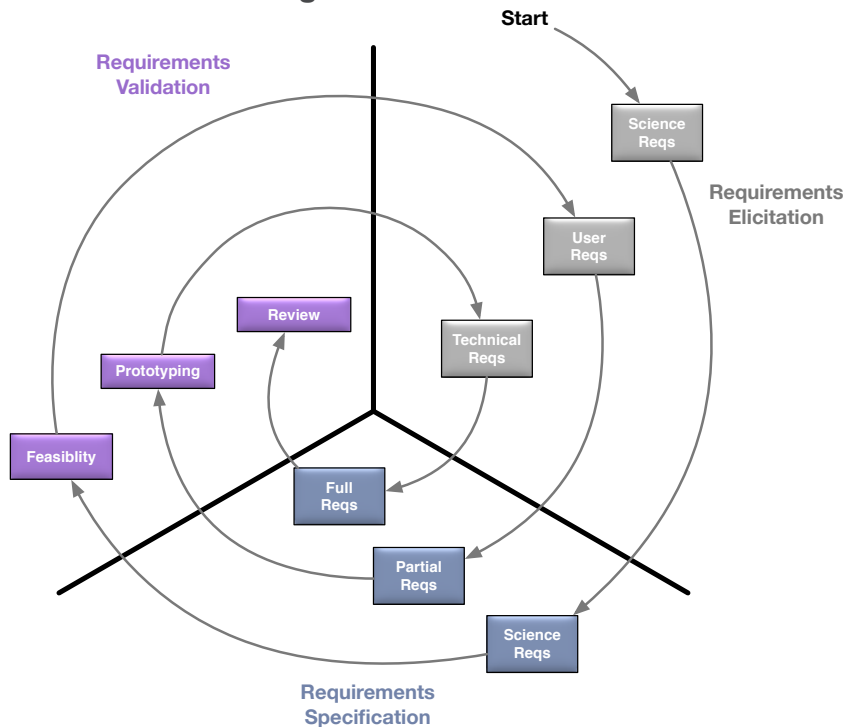 Start
Requirements
Validation
Science
Reqs
Requirements
Elicitation
User
Reqs
Review
Technical
Reqs
Prototyping
Feasiblity
Full
Reqs
Partial
Reqs
Science
Reqs
Requirements
Specification